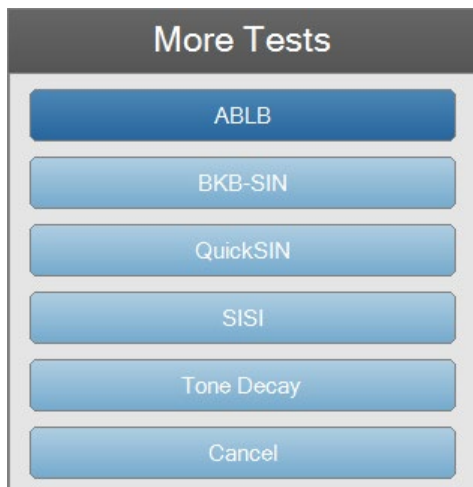 More Tests
ABLB
BKB-SIN
QuickSIN
SISI
Tone Decay
Cancel